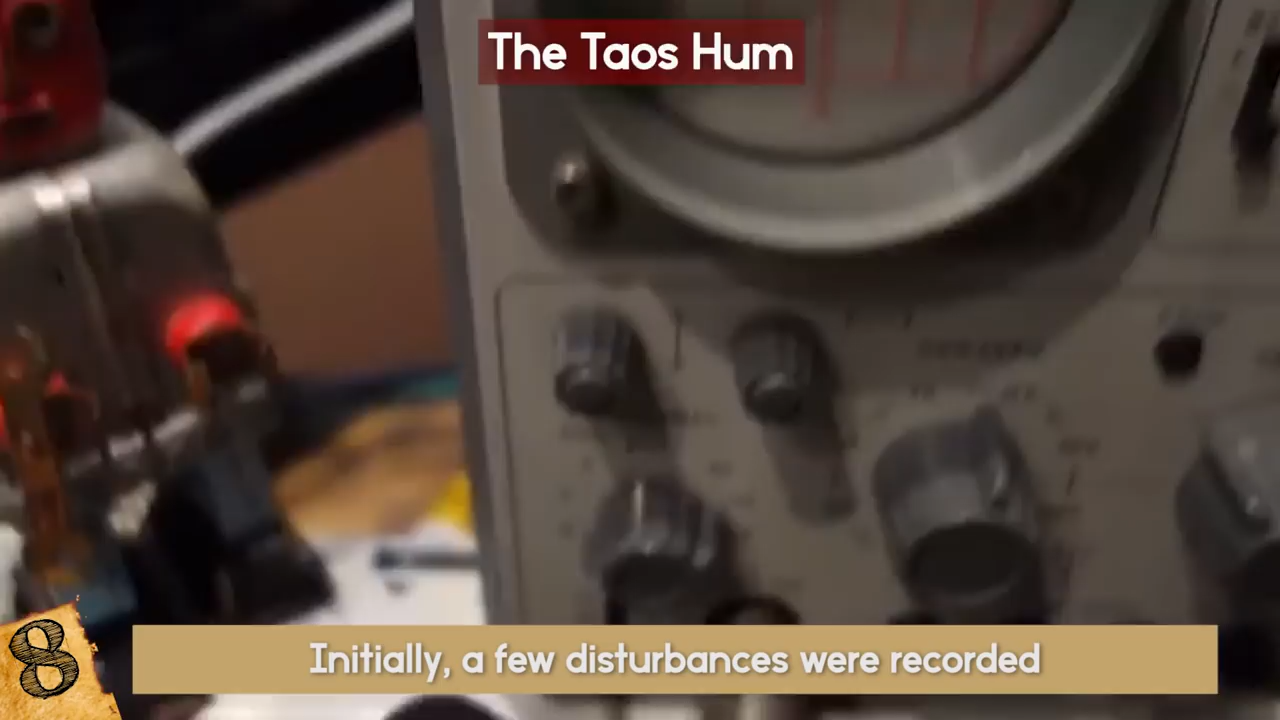 The Taos Hum
8
Initially, a few disturbances were recorded